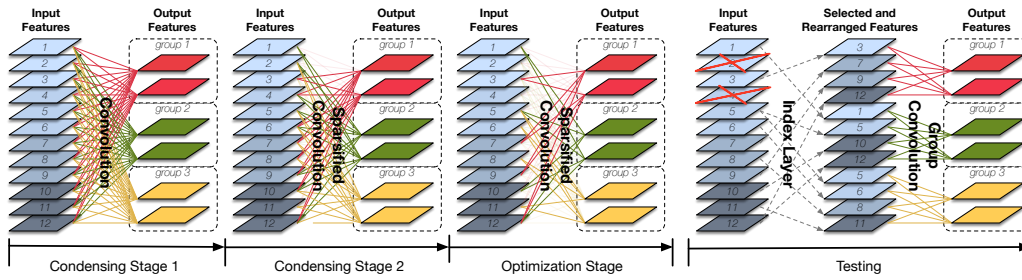 Input
Features
Output
Features
1
2
3
4
5
6
7
8
9
10
11
12
Convolution
group 1
group 2
group 3
Condensing Stage 1
Input
Features
Output
Features
1
2
3
4
5
6
7
8
9
10
11
12
Sparsified
Convolution
group 1
group 2
group 3
Condensing Stage 2
Input
Features
Output
Features
1
2
3
4
5
6
7
8
9
10
11
12
Sparsified
Convolution
group 1
group 2
group 3
Optimization Stage
Input
Features
Selected and
Rearranged Features
Output
Features
1
2
3
4
5
6
7
8
9
10
11
12
Index Layer
3
7
9
12
1
5
10
12
5
6
8
11
Group
Convolution
group 1
group 2
group 3
Testing